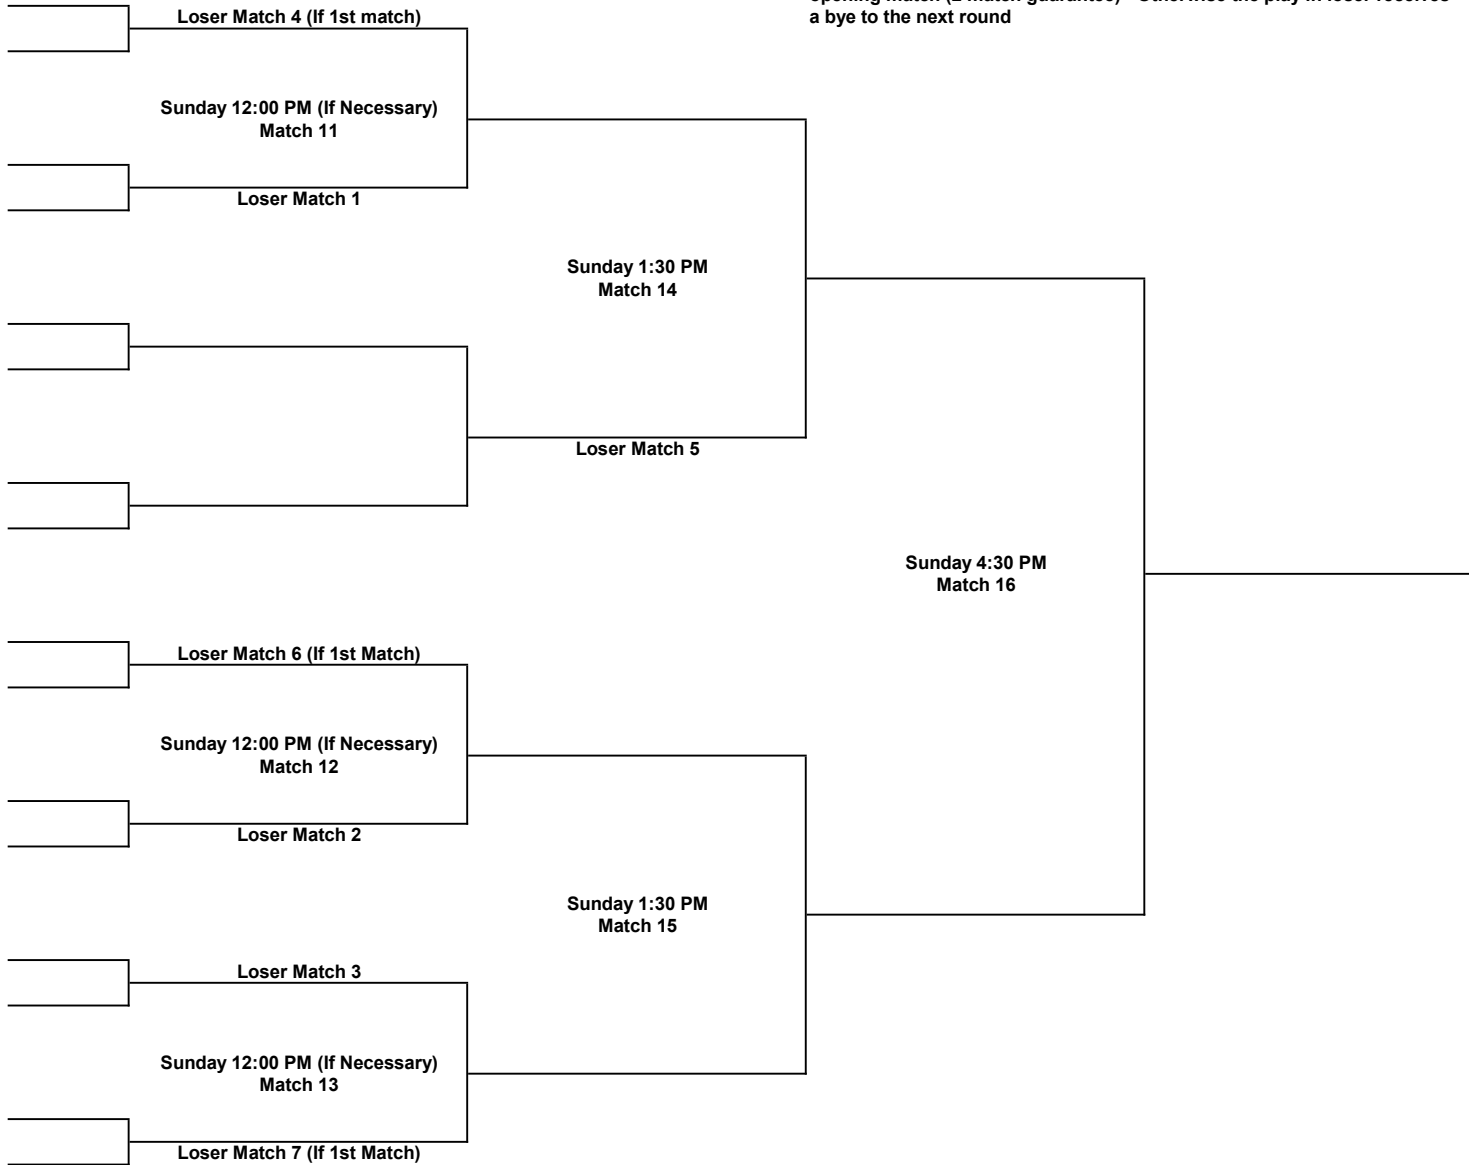 opening match (2 match guarantee) Otherwise the play in loser receives
a bye to the next round
Loser Match 4 (If 1st match)
Sunday 12:00 PM (If Necessary)
Match 11
Loser Match 1
Sunday 1:30 PM
Match 14
Loser Match 5
Sunday 4:30 PM
Match 16
Loser Match 6 (If 1st Match)
Sunday 12:00 PM (If Necessary)
Match 12
Loser Match 2
Sunday 1:30 PM
Match 15
Loser Match 3
Sunday 12:00 PM (If Necessary)
Match 13
Loser Match 7 (If 1st Match)